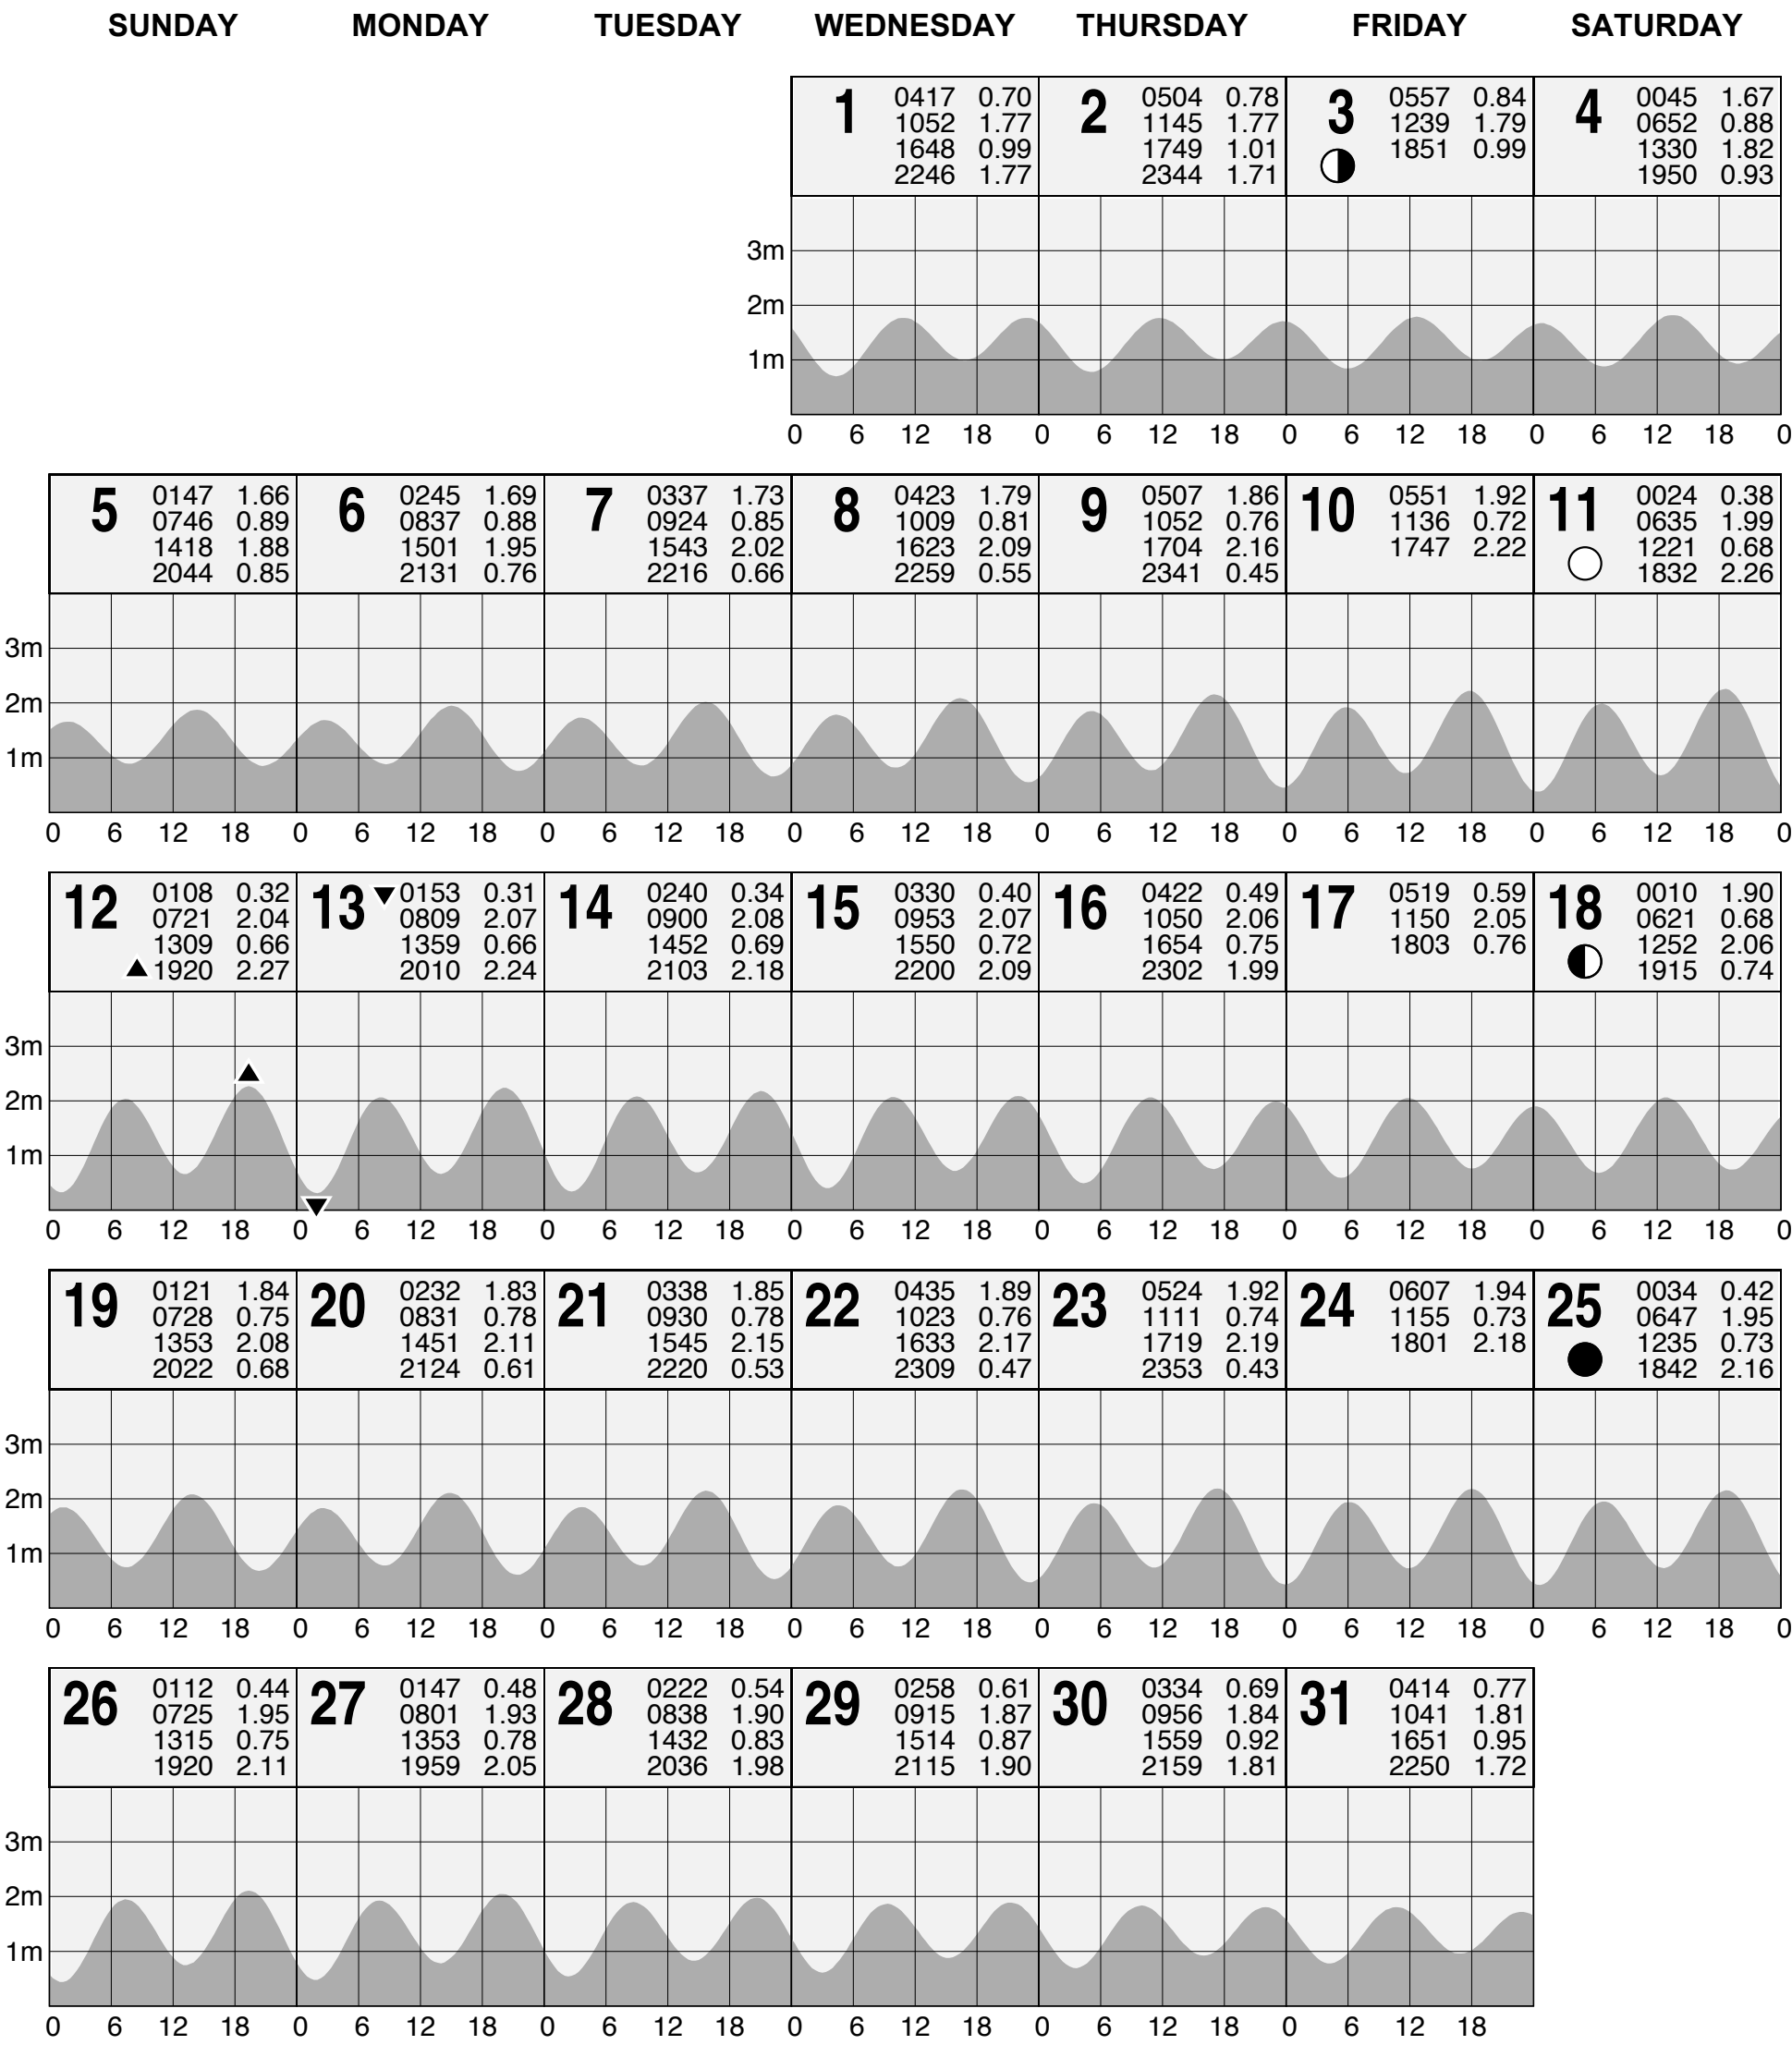 SUNDAY MONDAY TUESDAY WEDNESDAY THURSDAY FRIDAY SATURDAY
1 0417 0.70
1052 1.77
1648 0.99
2246 1.77
2 0504 0.78
1145 1.77
1749 1.01
2344 1.71
3 0557 0.84
1239 1.79
1851 0.99
4 0045 1.67
0652 0.88
1330 1.82
1950 0.93
3m
2m
1m
0 6 12 18 0 6 12 18 0 6 12 18 0 6 12 18 0
5 0147 1.66
0746 0.89
1418 1.88
2044 0.85
6 0245 1.69
0837 0.88
1501 1.95
2131 0.76
7 0337 1.73
0924 0.85
1543 2.02
2216 0.66
8 0423 1.79
1009 0.81
1623 2.09
2259 0.55
9 0507 1.86
1052 0.76
1704 2.16
2341 0.45
10 0551 1.92
1136 0.72
1747 2.22
11 0024 0.38
0635 1.99
1221 0.68
1832 2.26
3m
2m
1m
0 6 12 18 0 6 12 18 0 6 12 18 0 6 12 18 0 6 12 18 0 6 12 18 0 6 12 18 0
12 0108 0.32
0721 2.04
1309 0.66
1920 2.27
13 0153 0.31
0809 2.07
1359 0.66
2010 2.24
14 0240 0.34
0900 2.08
1452 0.69
2103 2.18
15 0330 0.40
0953 2.07
1550 0.72
2200 2.09
16 0422 0.49
1050 2.06
1654 0.75
2302 1.99
17 0519 0.59
1150 2.05
1803 0.76
18 0010 1.90
0621 0.68
1252 2.06
1915 0.74
3m
2m
1m
0 6 12 18 0 6 12 18 0 6 12 18 0 6 12 18 0 6 12 18 0 6 12 18 0 6 12 18 0
19 0121 1.84
0728 0.75
1353 2.08
2022 0.68
20 0232 1.83
0831 0.78
1451 2.11
2124 0.61
21 0338 1.85
0930 0.78
1545 2.15
2220 0.53
22 0435 1.89
1023 0.76
1633 2.17
2309 0.47
23 0524 1.92
1111 0.74
1719 2.19
2353 0.43
24 0607 1.94
1155 0.73
1801 2.18
25 0034 0.42
0647 1.95
1235 0.73
1842 2.16
3m
2m
1m
0 6 12 18 0 6 12 18 0 6 12 18 0 6 12 18 0 6 12 18 0 6 12 18 0 6 12 18 0
26 0112 0.44
0725 1.95
1315 0.75
1920 2.11
27 0147 0.48
0801 1.93
1353 0.78
1959 2.05
28 0222 0.54
0838 1.90
1432 0.83
2036 1.98
29 0258 0.61
0915 1.87
1514 0.87
2115 1.90
30 0334 0.69
0956 1.84
1559 0.92
2159 1.81
31 0414 0.77
1041 1.81
1651 0.95
2250 1.72
3m
2m
1m
0 6 12 18 0 6 12 18 0 6 12 18 0 6 12 18 0 6 12 18 0 6 12 18